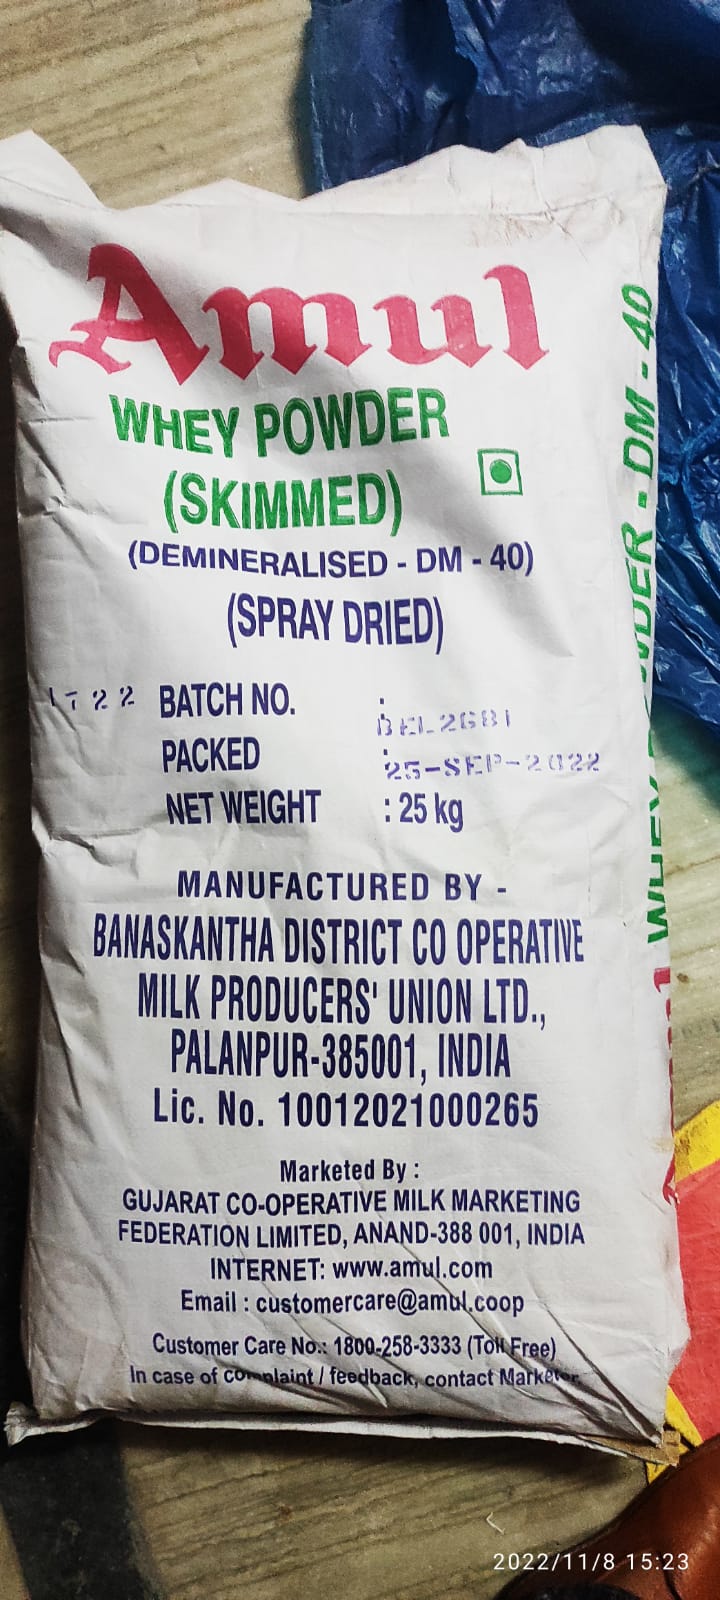 Amul
WHEY POWDER
(SKIMMED)
(DEMINERALISED - DM - 40)
(SPRAY DRIED)
BATCH NO. :
PACKED : 25-SEP-2022
NET WEIGHT : 25 kg
MANUFACTURED BY -
BANASKANTHA DISTRICT CO OPERATIVE
MILK PRODUCERS' UNION LTD.,
PALANPUR-385001, INDIA
Lic. No. 10012021000265
Marketed By :
GUJARAT CO-OPERATIVE MILK MARKETING
FEDERATION LIMITED, ANAND-388 001, INDIA
INTERNET: www.amul.com
Email : customercare@amul.coop
Customer Care No.: 1800-258-3333 (Toll Free)
In case of complaint / feedback, contact Marketer
WHEY - DM - 40
2022/11/8 15:23